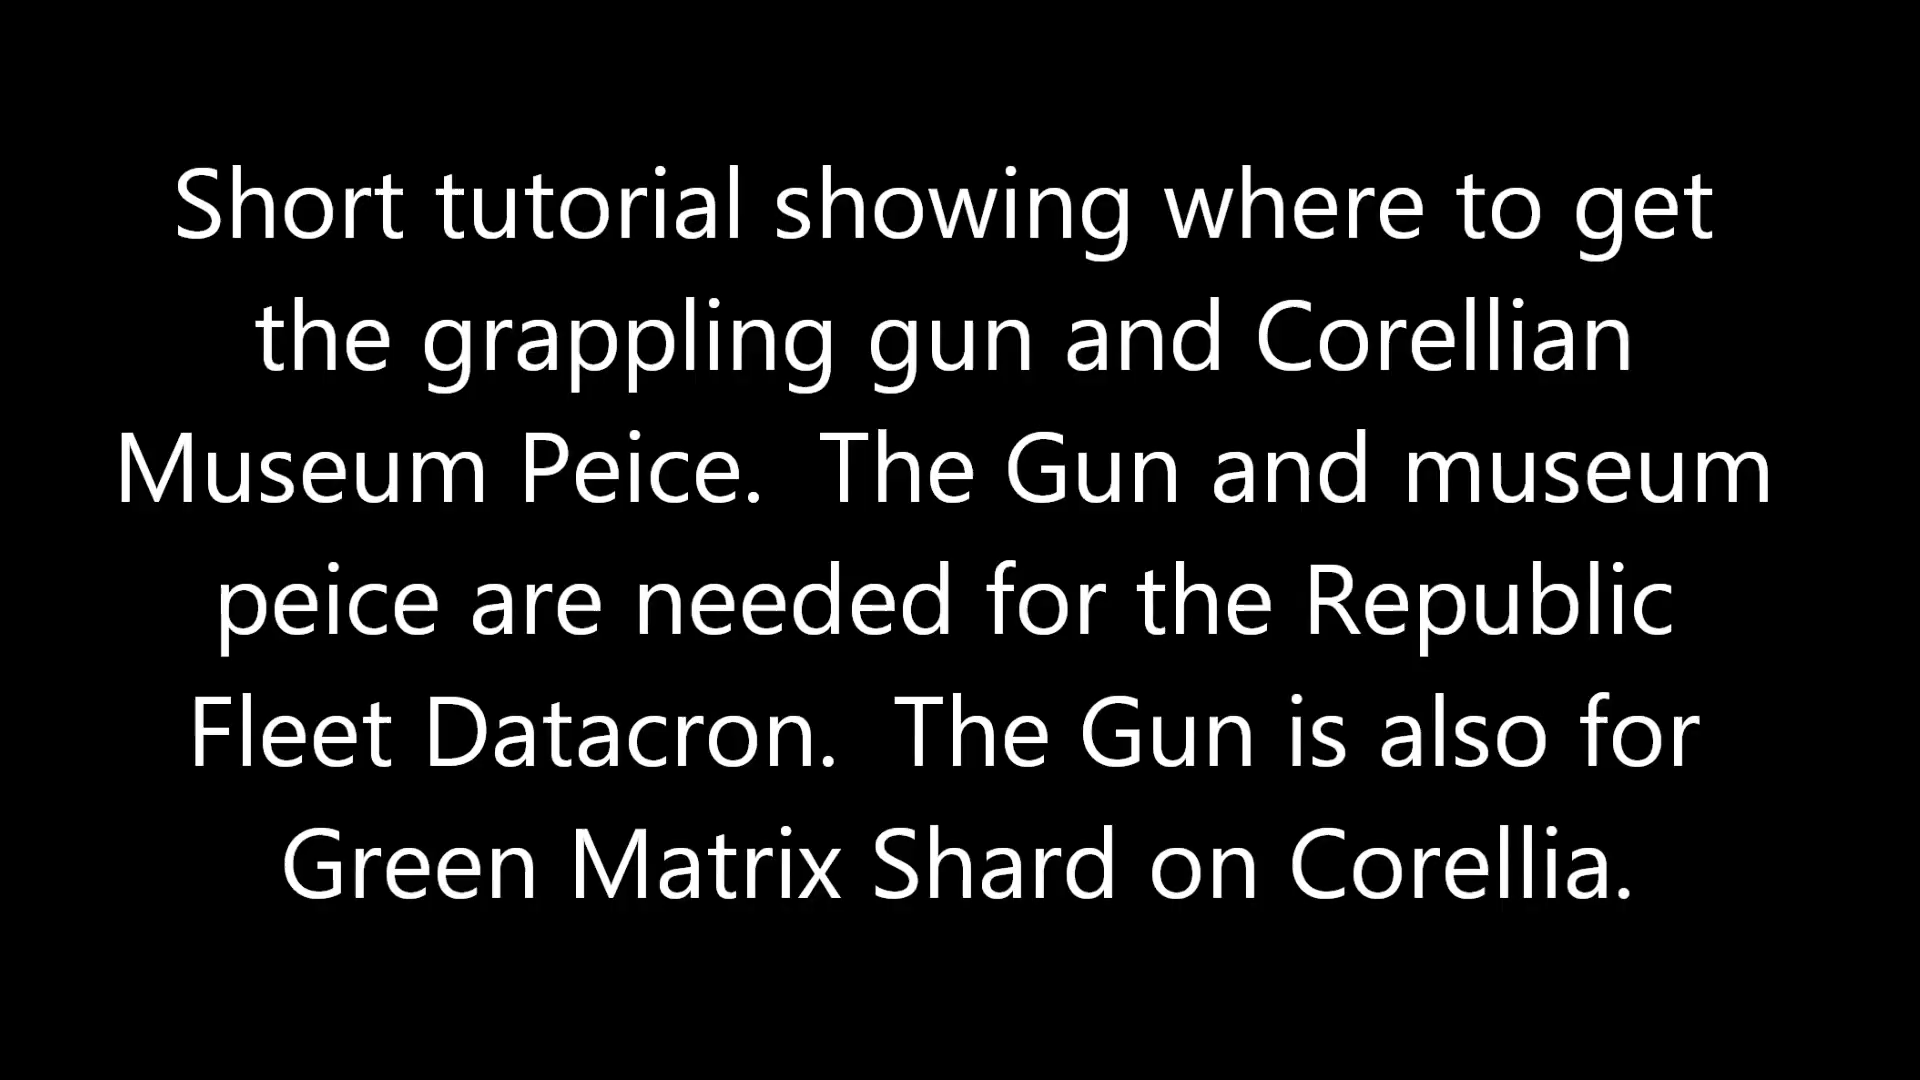 Short tutorial showing where to get
the grappling gun and Corellian
Museum Peice.  The Gun and museum
peice are needed for the Republic
Fleet Datacron.  The Gun is also for
Green Matrix Shard on Corellia.